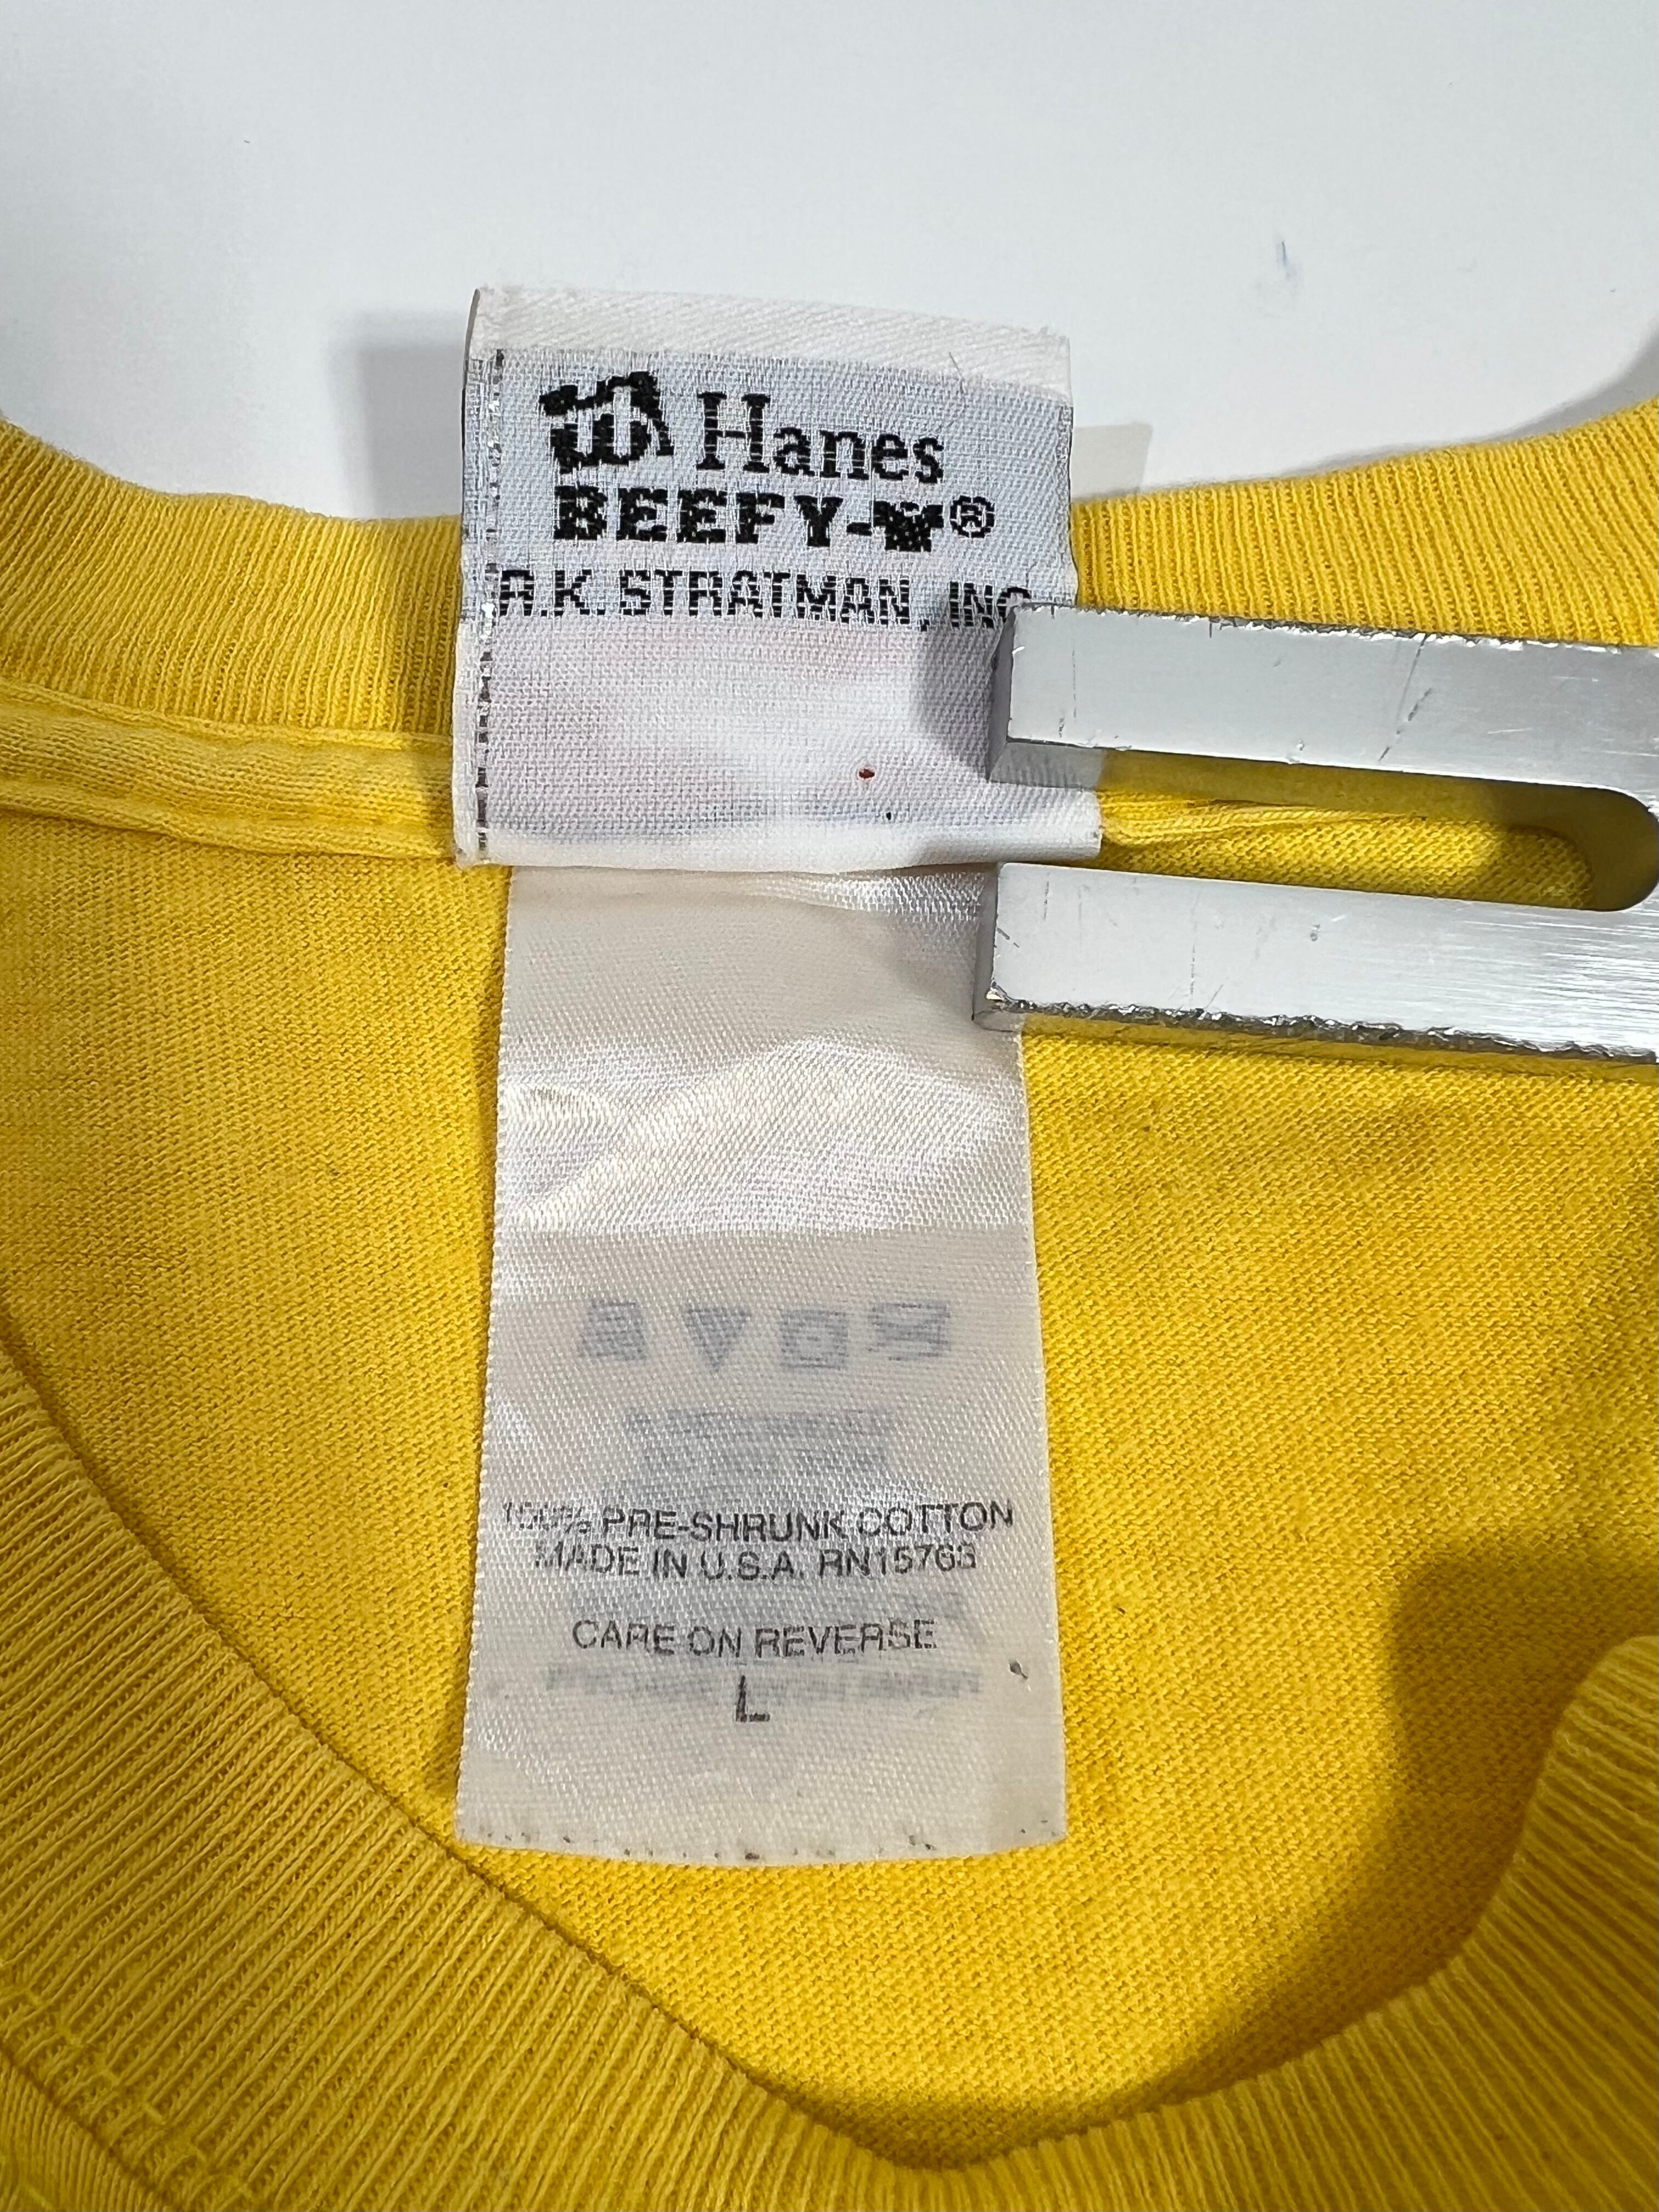 Hanes
BEEFY-T®
A.K. STRATMAN, INC
100% PRE-SHRUNK COTTON
MADE IN U.S.A. RN15763
CARE ON REVERSE
L